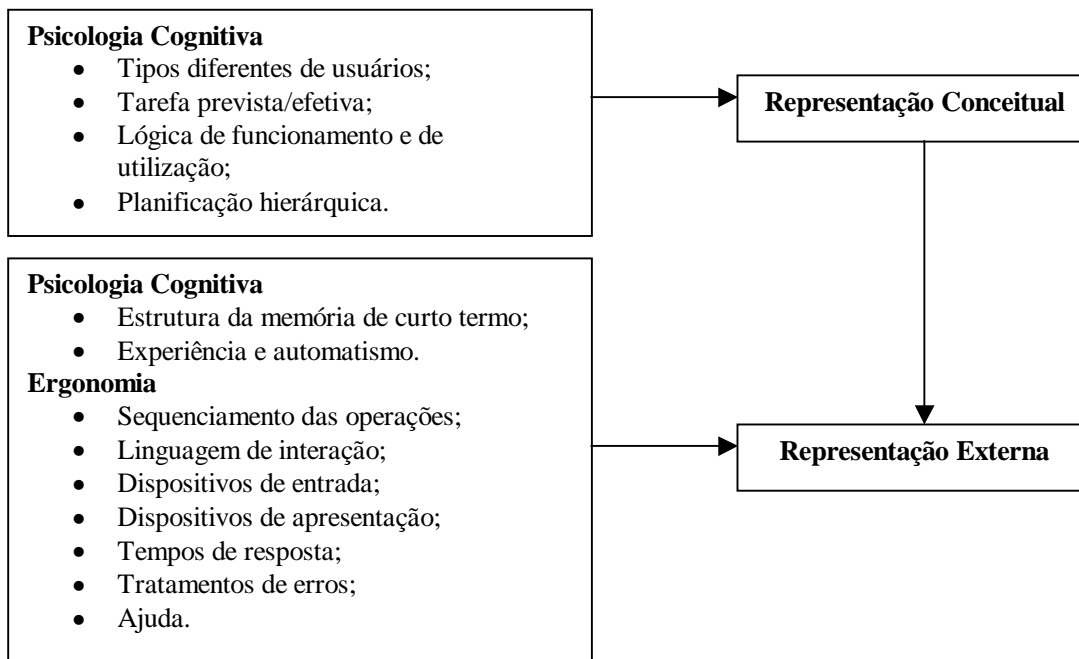 Psicologia Cognitiva
• Tipos diferentes de usuários;
• Tarefa prevista/efetiva;
• Lógica de funcionamento e de
utilização;
• Planificação hierárquica.
Representação Conceitual
Psicologia Cognitiva
• Estrutura da memória de curto termo;
• Experiência e automatismo.
Ergonomia
• Sequenciamento das operações;
• Linguagem de interação;
• Dispositivos de entrada;
• Dispositivos de apresentação;
• Tempos de resposta;
• Tratamentos de erros;
• Ajuda.
Representação Externa